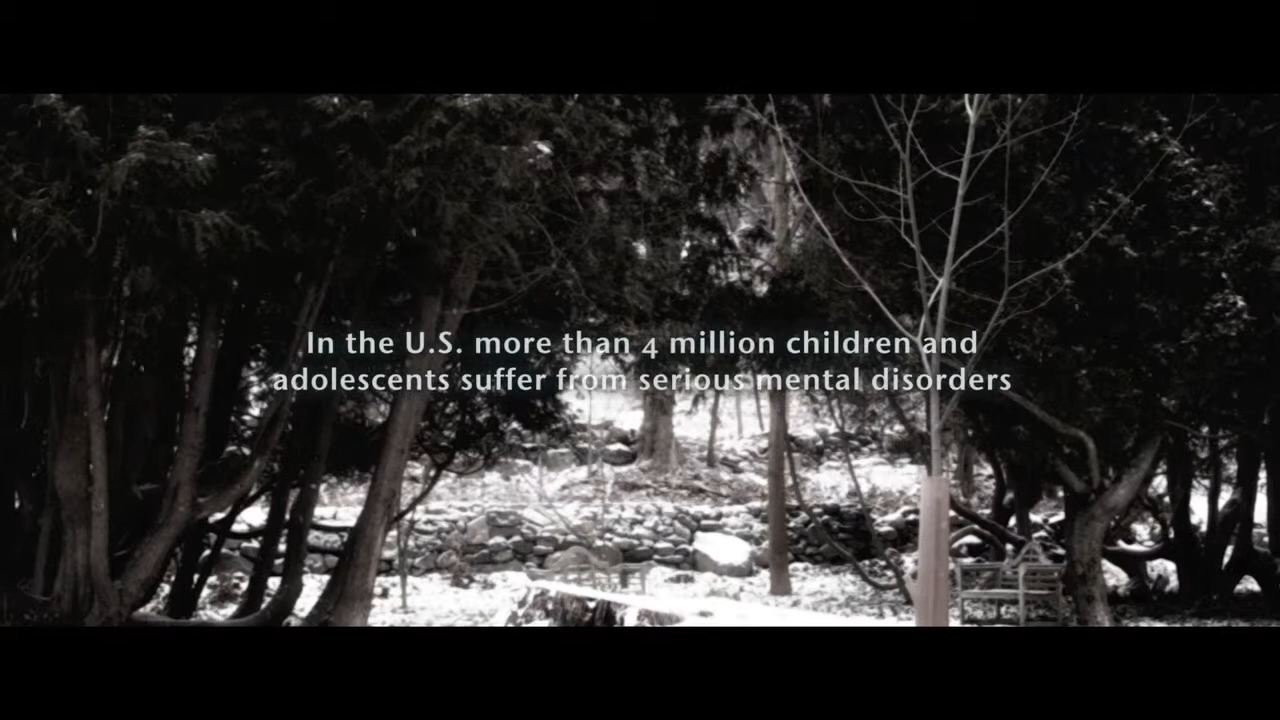 In the U.S. more than 4 million children and
adolescents suffer from serious mental disorders